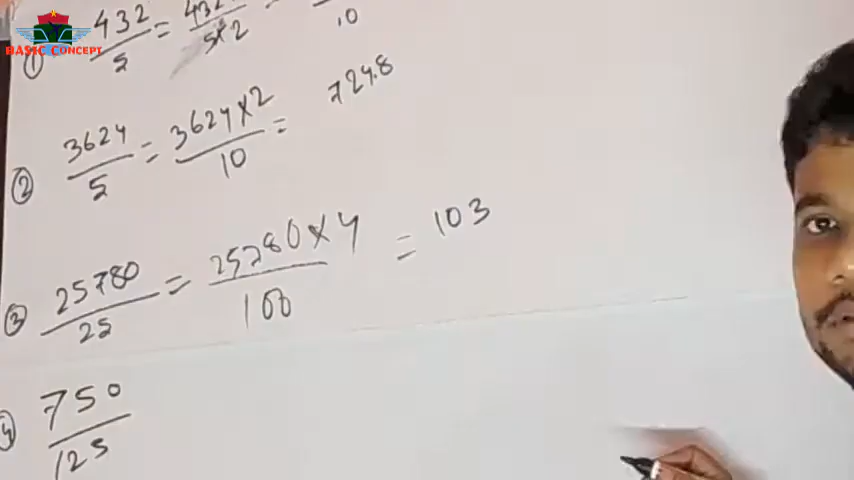 BASIC CONCEPT
① 432/5 = 432/5×2 =  /10
② 3624/5 = 3624×2/10 = 724.8
③ 25780/25 = 25780×4/100 = 103
④ 750/125